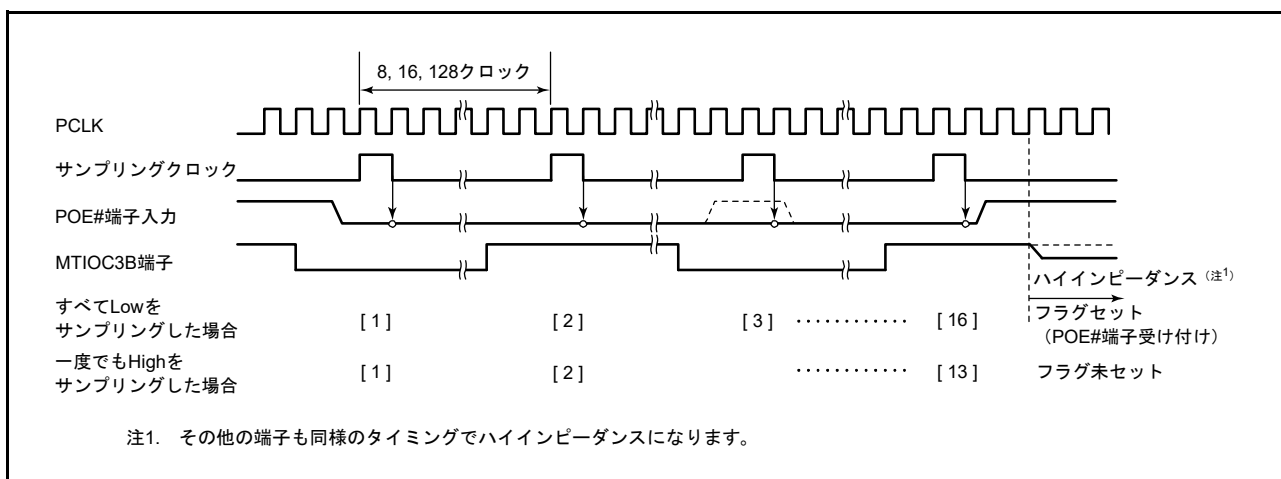 8, 16, 128クロック
PCLK
サンプリングクロック
POE#端子入力
MTIOC3B端子
ハイインピーダンス（注1）
すべてLowを
サンプリングした場合
[ 1 ]
[ 2 ]
[ 3 ]
････････････
[ 16 ]
フラグセット
（POE#端子受け付け）
一度でもHighを
サンプリングした場合
[ 1 ]
[ 2 ]
････････････
[ 13 ]
フラグ未セット
注1. その他の端子も同様のタイミングでハイインピーダンスになります。